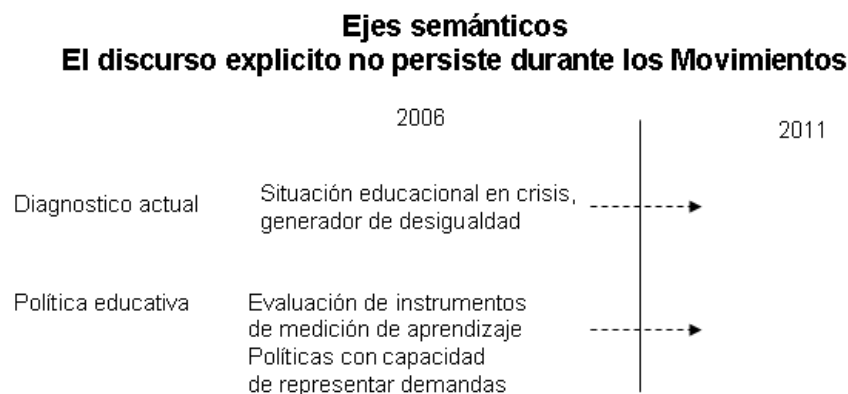 Ejes semánticos
El discurso explicito no persiste durante los Movimientos
2006
2011
Diagnostico actual
Situación educacional en crisis,
generador de desigualdad
Política educativa
Evaluación de instrumentos
de medición de aprendizaje
Políticas con capacidad
de representar demandas